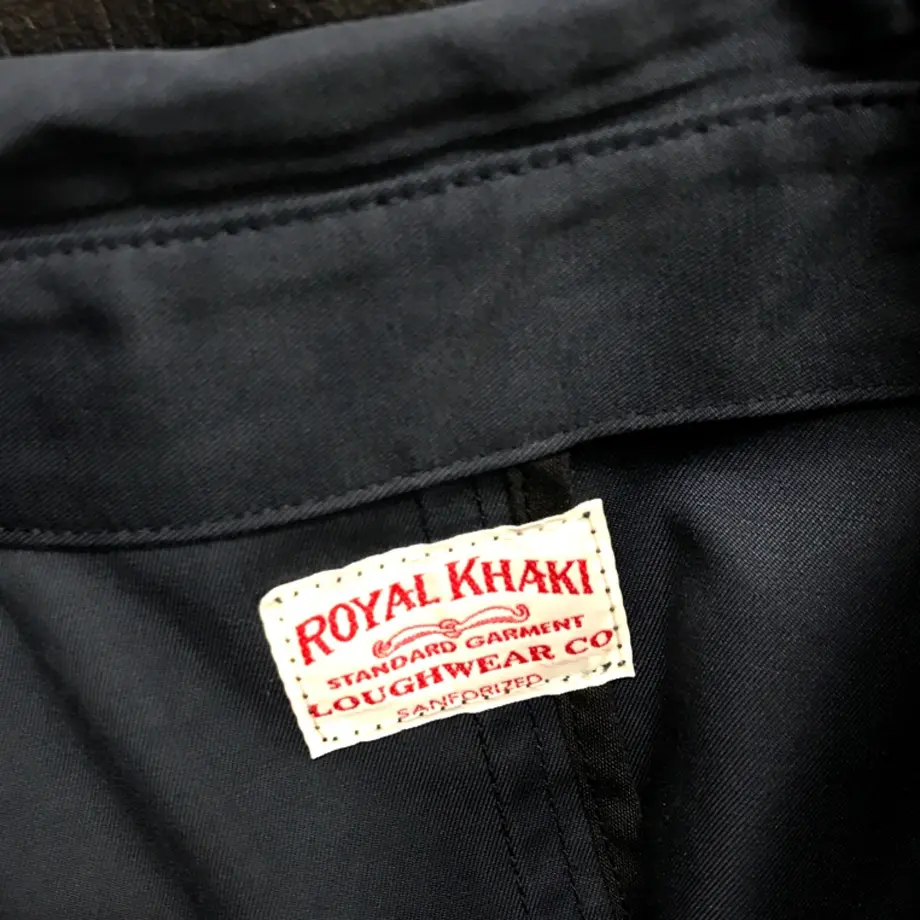 ROYAL KHAKI
STANDARD GARMENT
LOUGHWEAR CO
SANFORIZED.